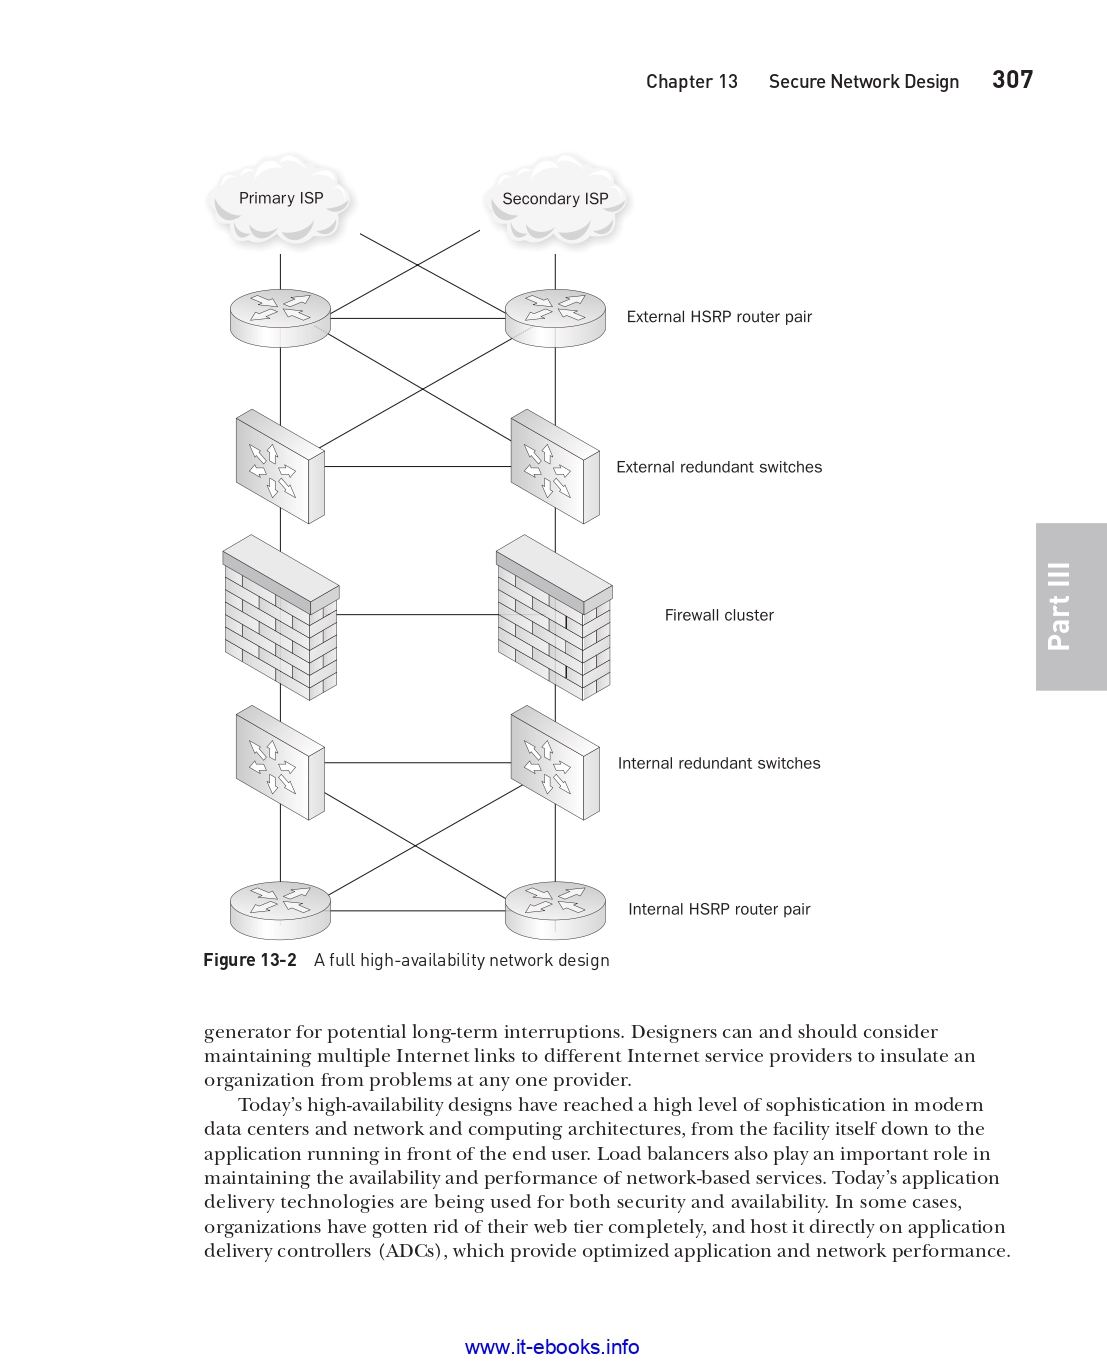 Chapter 13 Secure Network Design 307
Primary ISP
Secondary ISP
External HSRP router pair
External redundant switches
Part III
Firewall cluster
Internal redundant switches
Internal HSRP router pair
Figure 13-2 A full high-availability network design
generator for potential long-term interruptions. Designers can and should consider
maintaining multiple Internet links to different Internet service providers to insulate an
organization from problems at any one provider.
Today’s high-availability designs have reached a high level of sophistication in modern
data centers and network and computing architectures, from the facility itself down to the
application running in front of the end user. Load balancers also play an important role in
maintaining the availability and performance of network-based services. Today’s application
delivery technologies are being used for both security and availability. In some cases,
organizations have gotten rid of their web tier completely, and host it directly on application
delivery controllers (ADCs), which provide optimized application and network performance.
www.it-ebooks.info